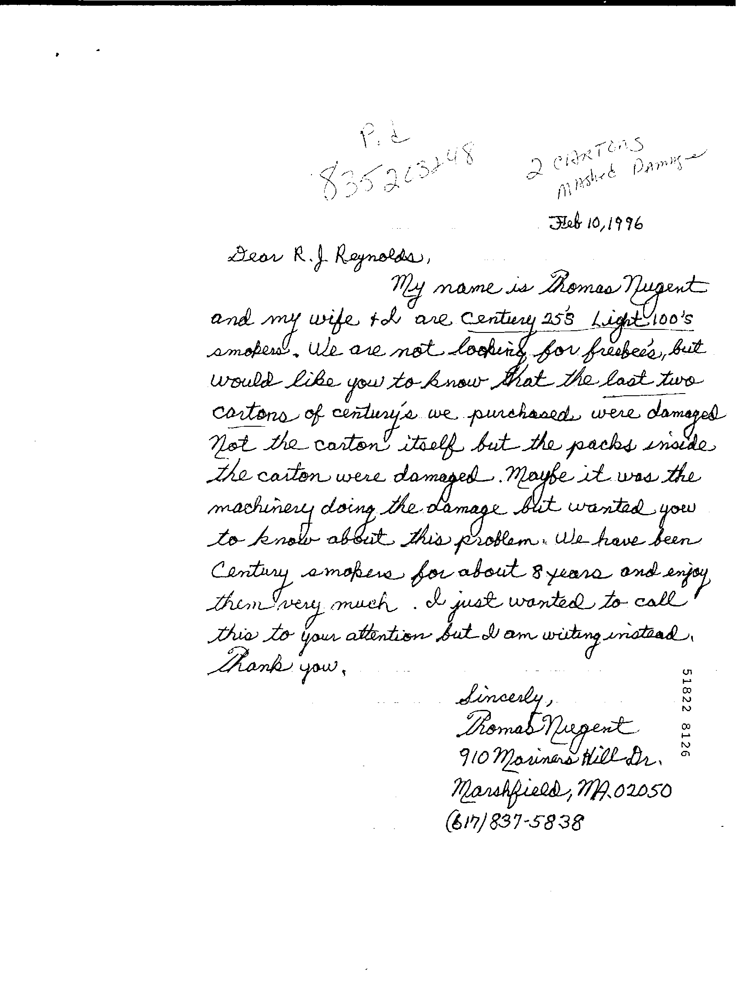 P.d
835203248
2 CARTONS
MAShed DAmage
Feb 10, 1996
Dear R.J. Reynolds,
My name is Thomas Nugent
and my wife + I are Century 25's Light 100's
smokers. We are not looking for freebee's, but
would like you to know that the last two
cartons of century's we purchased were damaged
Not the carton itself but the packs inside
the carton were damaged. Maybe it was the
machinery doing the damage but wanted you
to know about this problem. We have been
Century smokers for about 8 years and enjoy
them very much. I just wanted to call
this to your attention but I am writing instead.
Thank you,
Sincerly,
Thomas Nugent
910 Mariners Hill Dr.
Marshfield, MA. 02050
(617) 837-5838
51822 8126